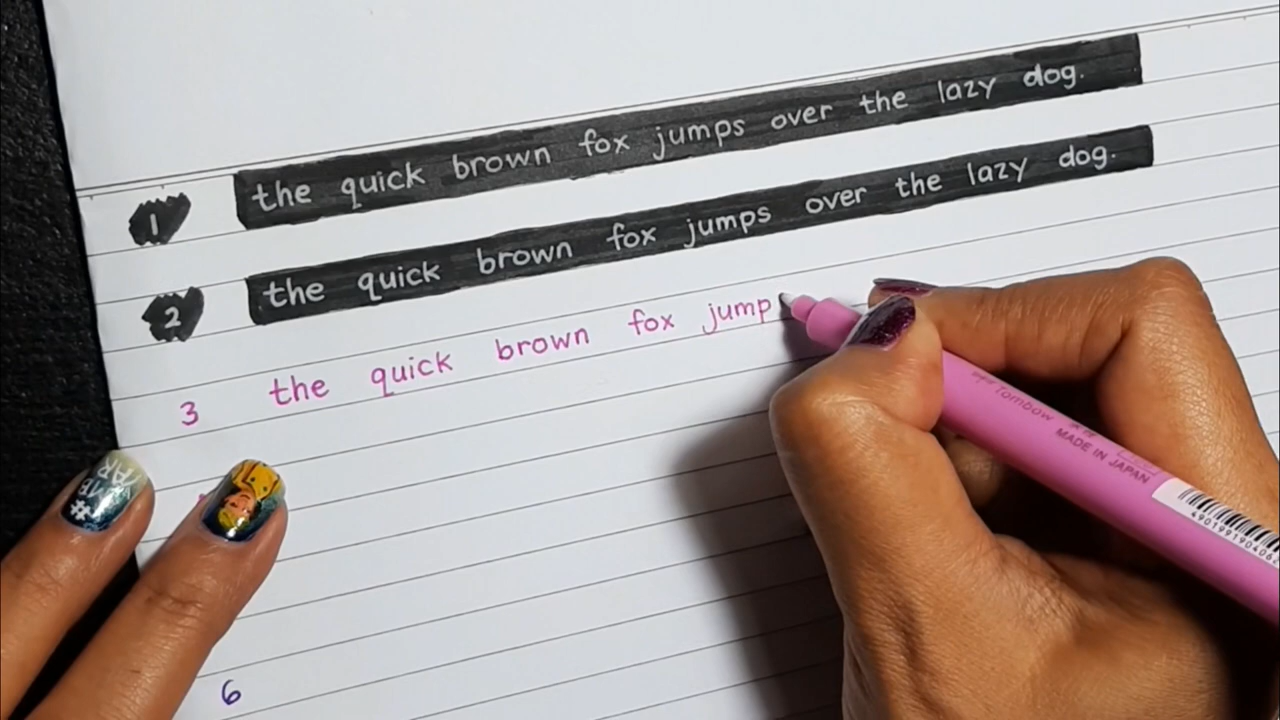 1 the quick brown fox jumps over the lazy dog.
2 the quick brown fox jumps over the lazy dog.
3 the quick brown fox jump
6
Tombow
MADE IN JAPAN